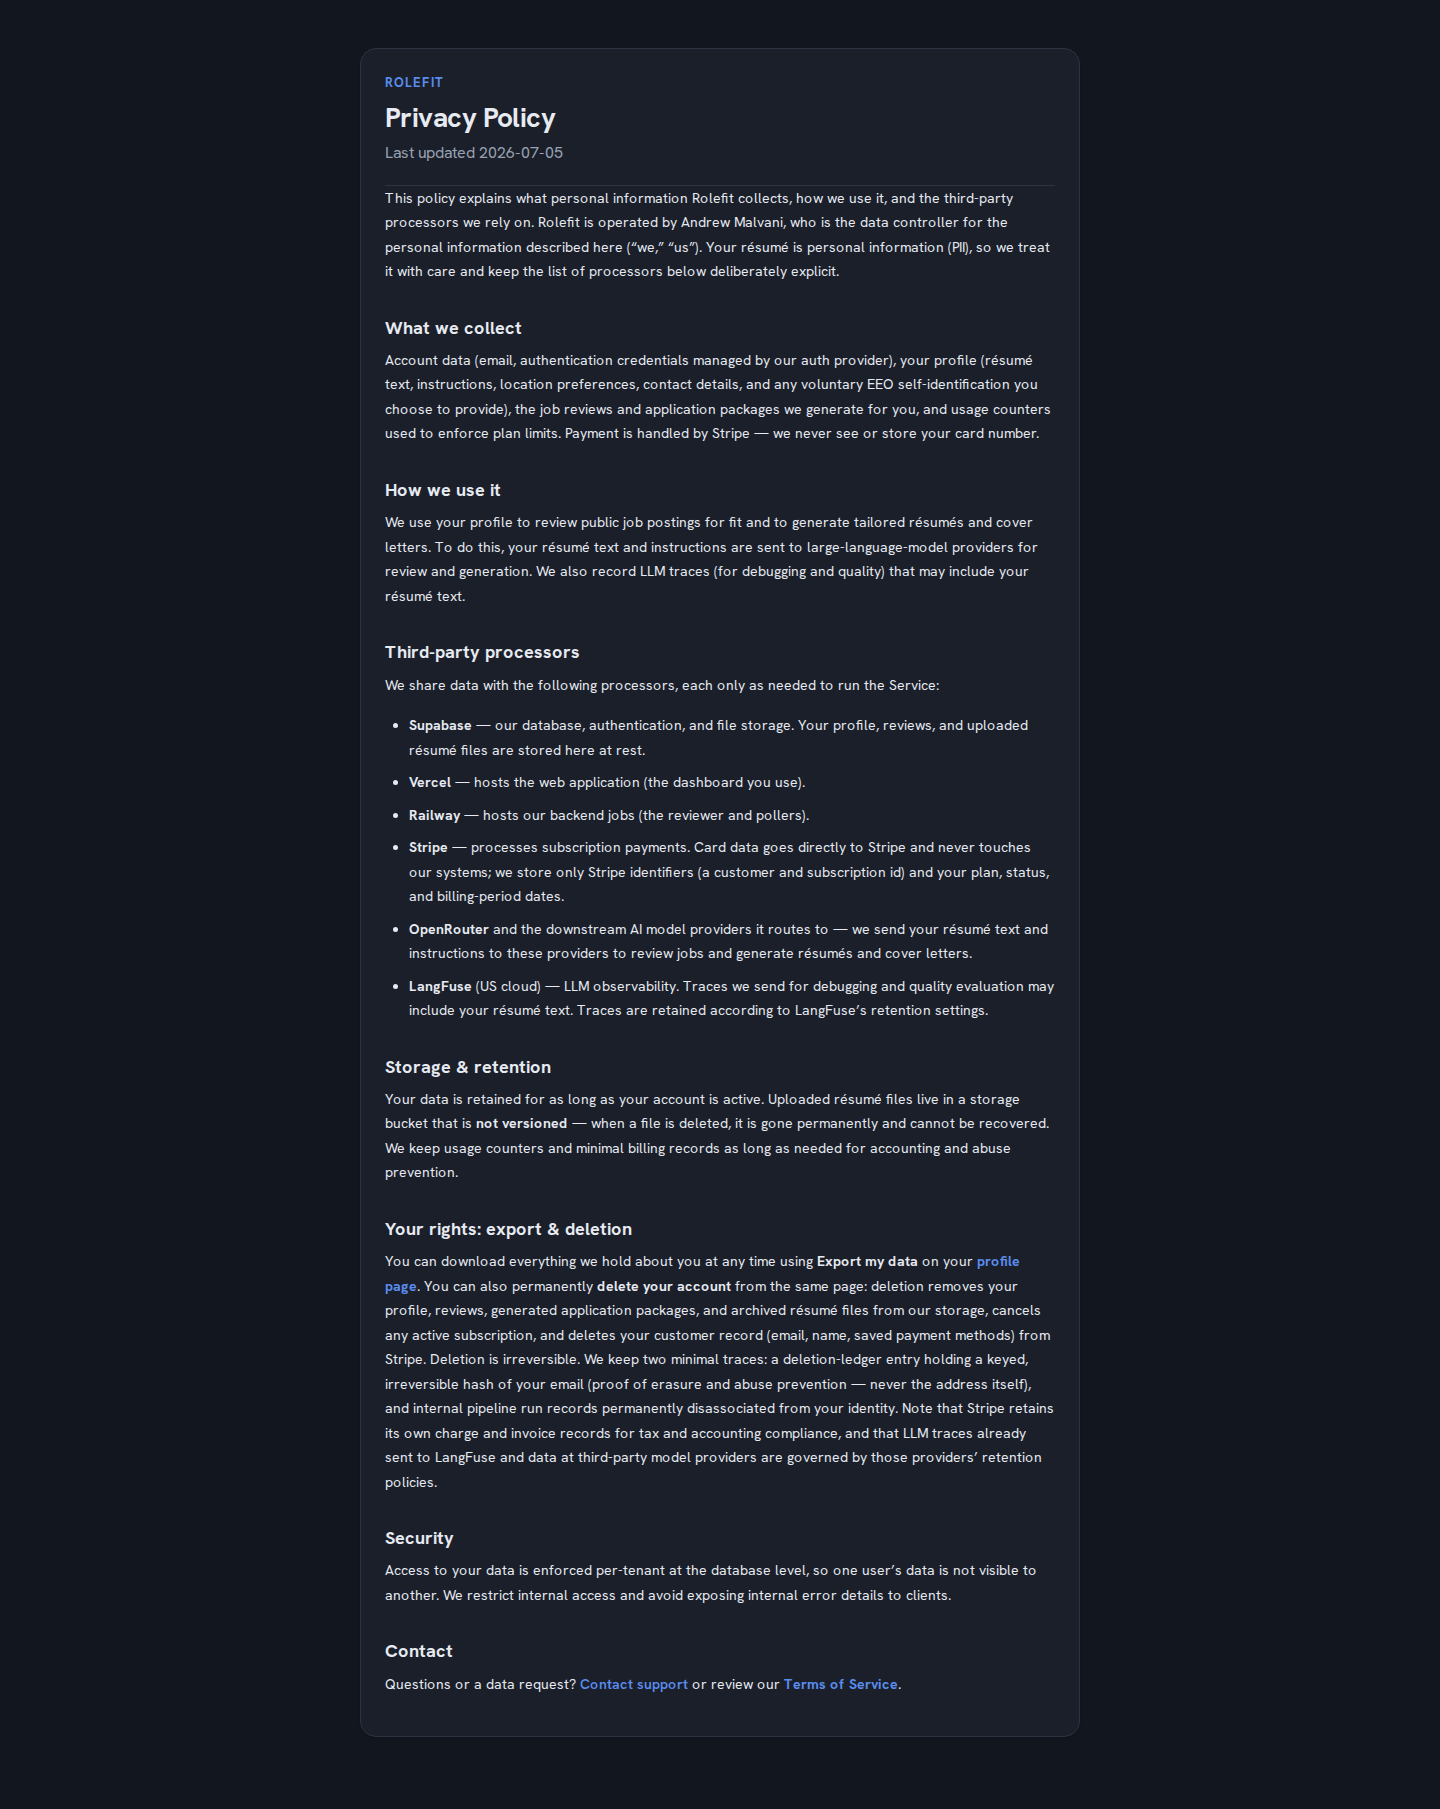 ROLEFIT
Privacy Policy
Last updated 2026-07-05
This policy explains what personal information Rolefit collects, how we use it, and the third-party
processors we rely on. Rolefit is operated by Andrew Malvani, who is the data controller for the
personal information described here (“we,” “us”). Your résumé is personal information (PII), so we treat
it with care and keep the list of processors below deliberately explicit.
What we collect
Account data (email, authentication credentials managed by our auth provider), your profile (résumé
text, instructions, location preferences, contact details, and any voluntary EEO self-identification you
choose to provide), the job reviews and application packages we generate for you, and usage counters
used to enforce plan limits. Payment is handled by Stripe — we never see or store your card number.
How we use it
We use your profile to review public job postings for fit and to generate tailored résumés and cover
letters. To do this, your résumé text and instructions are sent to large-language-model providers for
review and generation. We also record LLM traces (for debugging and quality) that may include your
résumé text.
Third-party processors
We share data with the following processors, each only as needed to run the Service:
• Supabase — our database, authentication, and file storage. Your profile, reviews, and uploaded
résumé files are stored here at rest.
• Vercel — hosts the web application (the dashboard you use).
• Railway — hosts our backend jobs (the reviewer and pollers).
• Stripe — processes subscription payments. Card data goes directly to Stripe and never touches
our systems; we store only Stripe identifiers (a customer and subscription id) and your plan, status,
and billing-period dates.
• OpenRouter and the downstream AI model providers it routes to — we send your résumé text and
instructions to these providers to review jobs and generate résumés and cover letters.
• LangFuse (US cloud) — LLM observability. Traces we send for debugging and quality evaluation may
include your résumé text. Traces are retained according to LangFuse’s retention settings.
Storage & retention
Your data is retained for as long as your account is active. Uploaded résumé files live in a storage
bucket that is not versioned — when a file is deleted, it is gone permanently and cannot be recovered.
We keep usage counters and minimal billing records as long as needed for accounting and abuse
prevention.
Your rights: export & deletion
You can download everything we hold about you at any time using Export my data on your profile
page. You can also permanently delete your account from the same page: deletion removes your
profile, reviews, generated application packages, and archived résumé files from our storage, cancels
any active subscription, and deletes your customer record (email, name, saved payment methods) from
Stripe. Deletion is irreversible. We keep two minimal traces: a deletion-ledger entry holding a keyed,
irreversible hash of your email (proof of erasure and abuse prevention — never the address itself),
and internal pipeline run records permanently disassociated from your identity. Note that Stripe retains
its own charge and invoice records for tax and accounting compliance, and that LLM traces already
sent to LangFuse and data at third-party model providers are governed by those providers’ retention
policies.
Security
Access to your data is enforced per-tenant at the database level, so one user’s data is not visible to
another. We restrict internal access and avoid exposing internal error details to clients.
Contact
Questions or a data request? Contact support or review our Terms of Service.